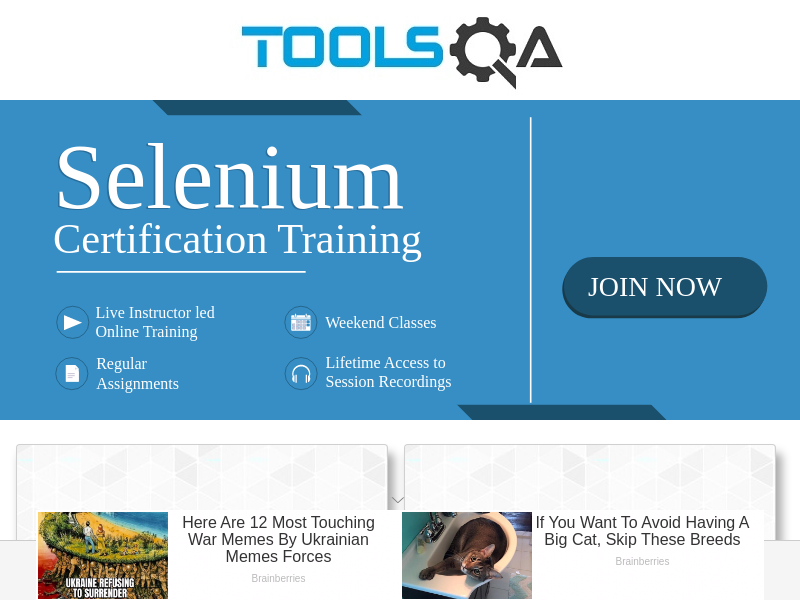 TOOLSQA
Selenium
Certification Training
JOIN NOW
Live Instructor led
Online Training
Weekend Classes
Regular
Assignments
Lifetime Access to
Session Recordings
UKRAINE REFUSING
TO SURRENDER
Here Are 12 Most Touching
War Memes By Ukrainian
Memes Forces
Brainberries
If You Want To Avoid Having A
Big Cat, Skip These Breeds
Brainberries